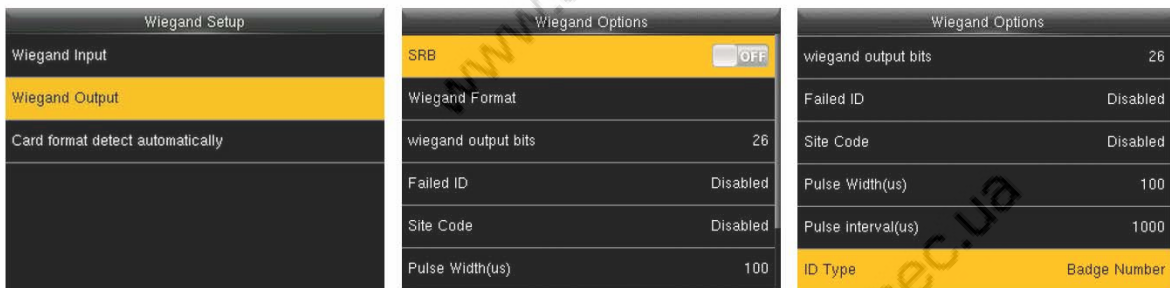 Wiegand Setup
Wiegand Input
Wiegand Output
Card format detect automatically
Wiegand Options
SRB OFF
Wiegand Format
wiegand output bits 26
Failed ID Disabled
Site Code Disabled
Pulse Width(us) 100
Wiegand Options
wiegand output bits 26
Failed ID Disabled
Site Code Disabled
Pulse Width(us) 100
Pulse interval(us) 1000
ID Type Badge Number